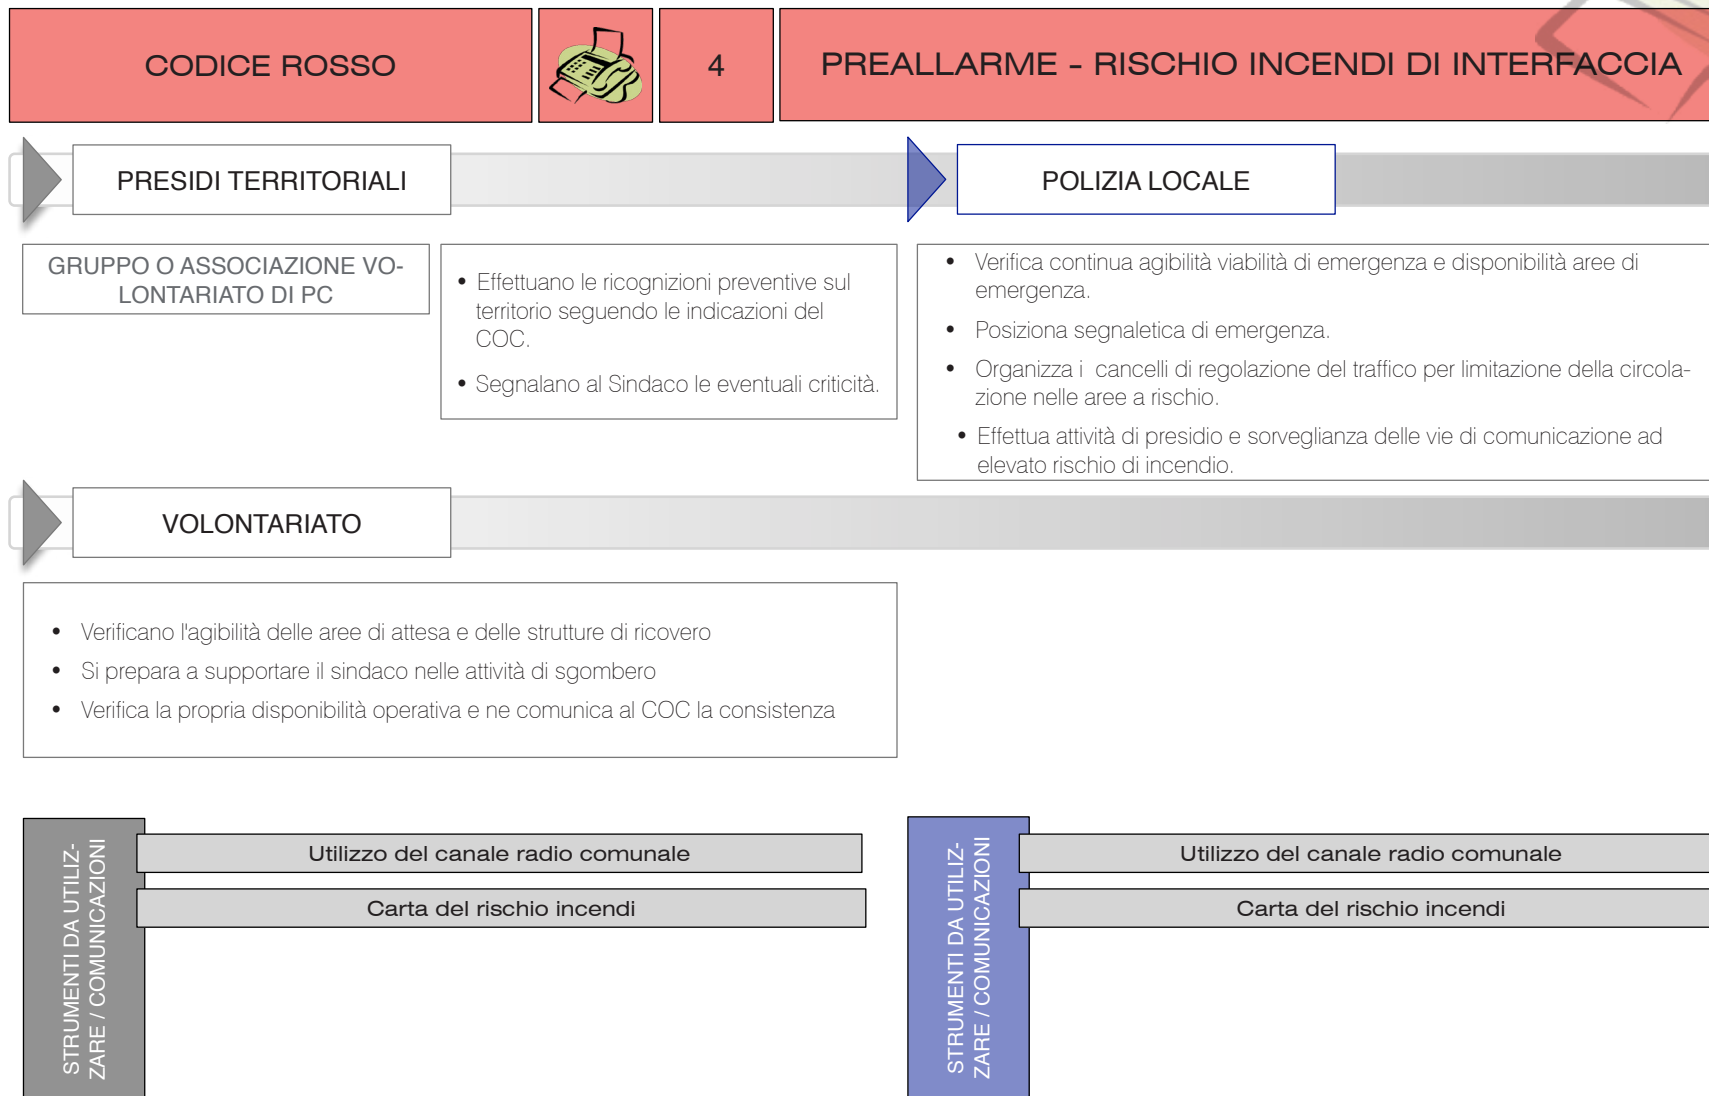 CODICE ROSSO
4
PREALLARME - RISCHIO INCENDI DI INTERFACCIA
PRESIDI TERRITORIALI
GRUPPO O ASSOCIAZIONE VO-
LONTARIATO DI PC
• Effettuano le ricognizioni preventive sul
territorio seguendo le indicazioni del
COC.
• Segnalano al Sindaco le eventuali criticità.
POLIZIA LOCALE
• Verifica continua agibilità viabilità di emergenza e disponibilità aree di
emergenza.
• Posiziona segnaletica di emergenza.
• Organizza i cancelli di regolazione del traffico per limitazione della circola-
zione nelle aree a rischio.
• Effettua attività di presidio e sorveglianza delle vie di comunicazione ad
elevato rischio di incendio.
VOLONTARIATO
• Verificano l'agibilità delle aree di attesa e delle strutture di ricovero
• Si prepara a supportare il sindaco nelle attività di sgombero
• Verifica la propria disponibilità operativa e ne comunica al COC la consistenza
STRUMENTI DA UTILIZ-
ZARE / COMUNICAZIONI
Utilizzo del canale radio comunale
Carta del rischio incendi
STRUMENTI DA UTILIZ-
ZARE / COMUNICAZIONI
Utilizzo del canale radio comunale
Carta del rischio incendi